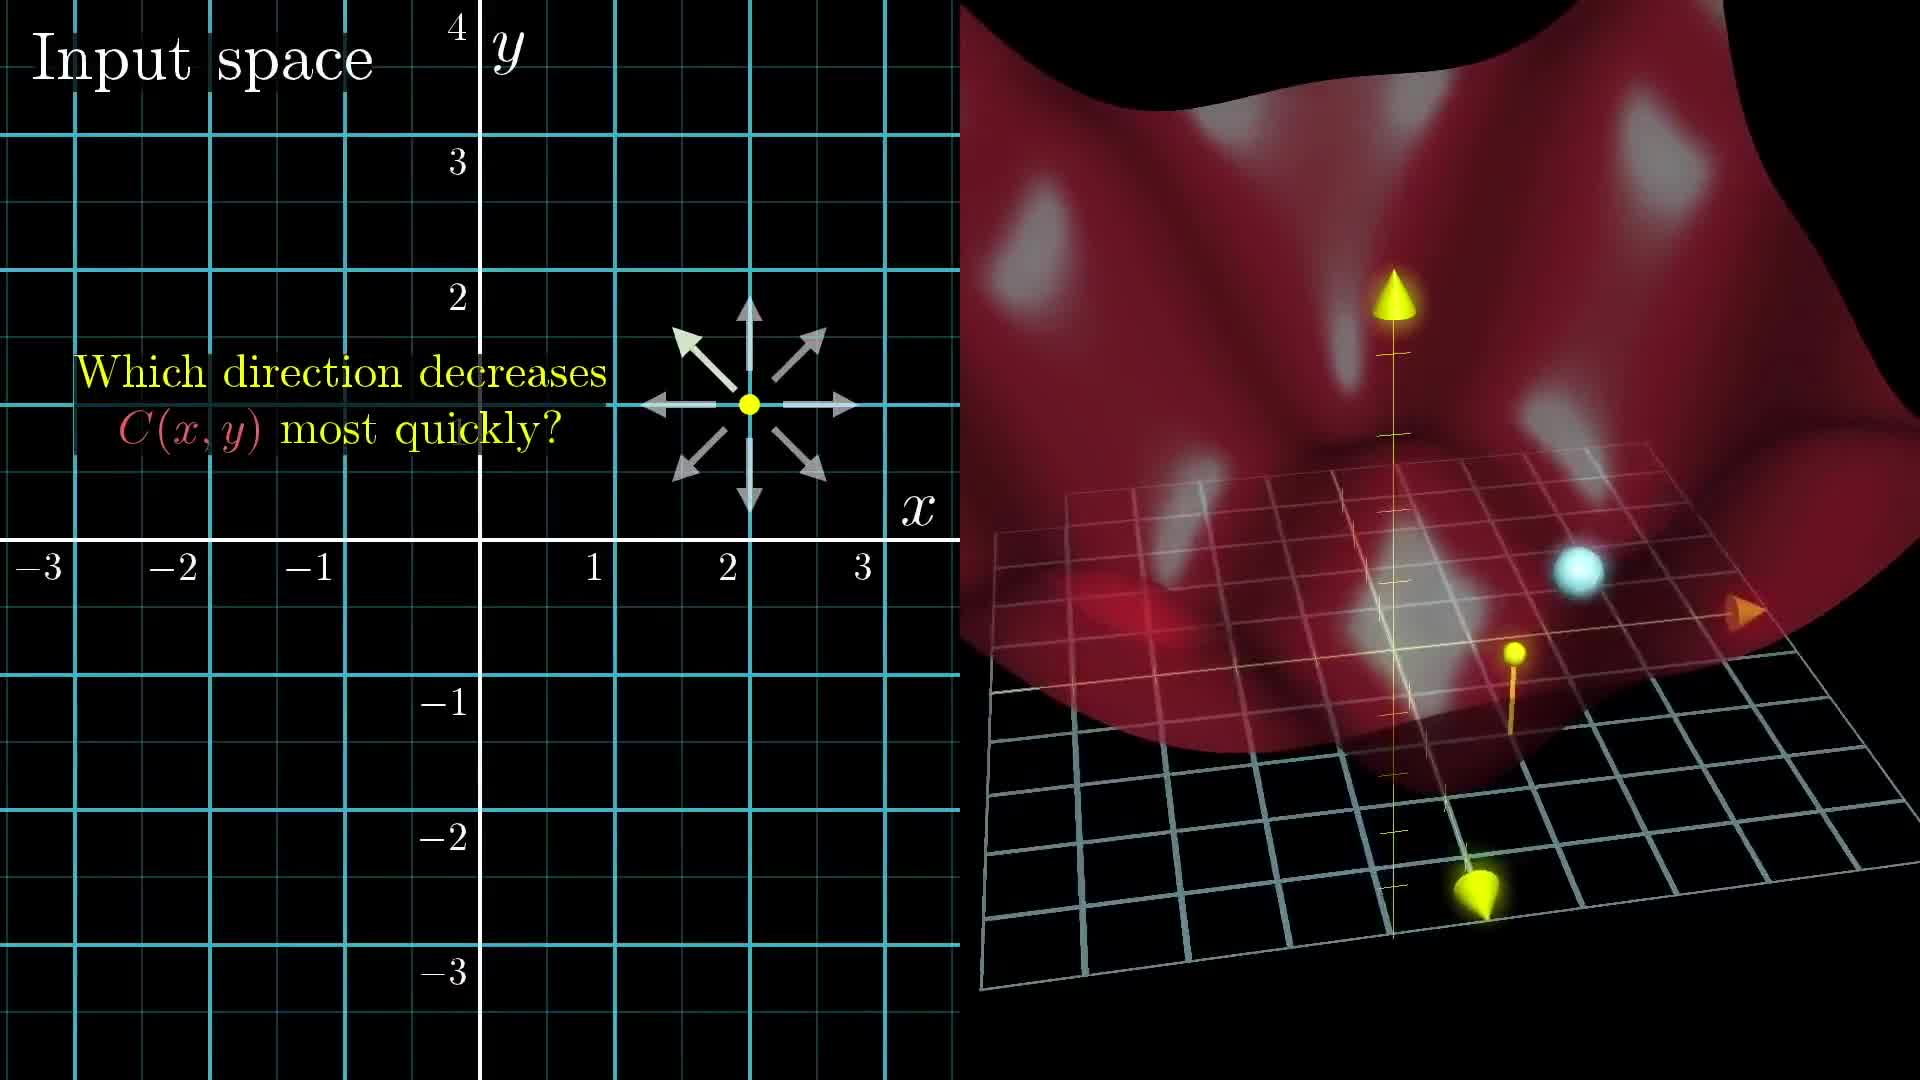 Input space
y
4
3
2
Which direction decreases
C(x, y) most quickly?
x
−3 −2 −1 1 2 3
−1
−2
−3